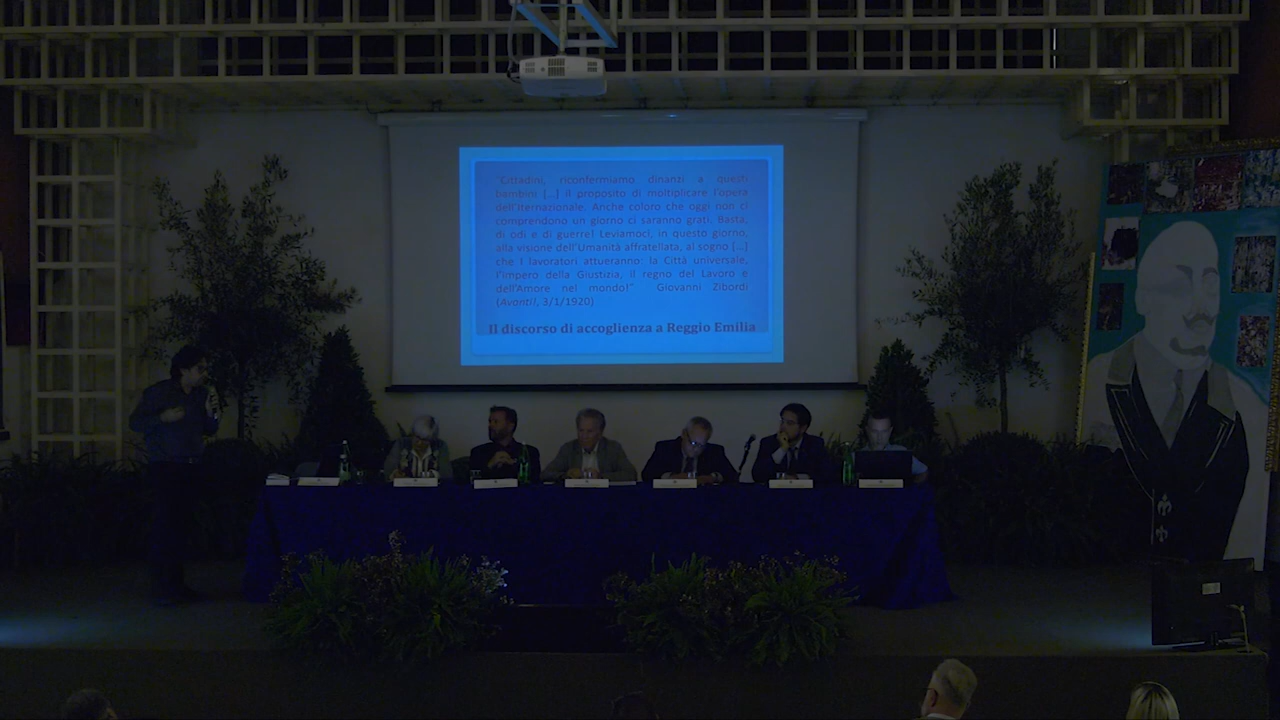 "Cittadini, riconfermiamo dinanzi a questi
bambini [...] il proposito di moltiplicare l'opera
dell'Iternazionale. Anche coloro che oggi non ci
comprendono un giorno ci saranno grati. Basta,
di odi e di guerre! Leviamoci, in questo giorno,
alla visione dell'Umanità affratellata, al sogno [...]
che i lavoratori attueranno: la Città universale,
l'impero della Giustizia, il regno del Lavoro e
dell'Amore nel mondo!" Giovanni Zibordi
(Avanti!, 3/1/1920)
Il discorso di accoglienza a Reggio Emilia